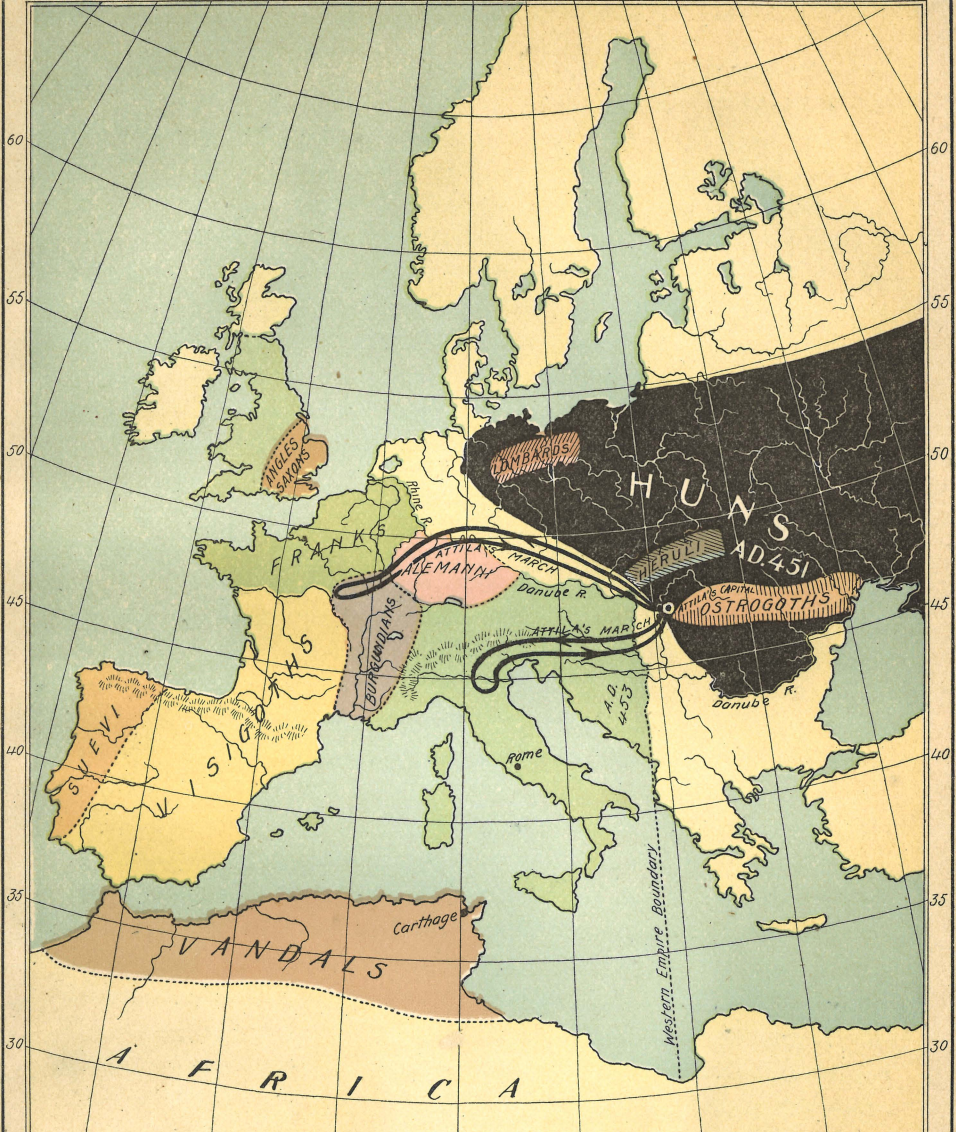 60
60
55
55
50
50
45
45
40
40
35
35
30
30
ANGLES
SAXONS
LOMBARDS
HUNS
AD.451
HERULI
Rhine R.
FRANKS
ATTILA'S MARCH
ALEMANNI
Danube R.
ATTILA'S CAPITAL
OSTROGOTHS
ATTILA'S MARCH
BURGUNDIANS
VISIGOTHS
SUEVI
A.D.
453
Danube R.
Rome
Western Empire Boundary
Carthage
VANDALS
AFRICA